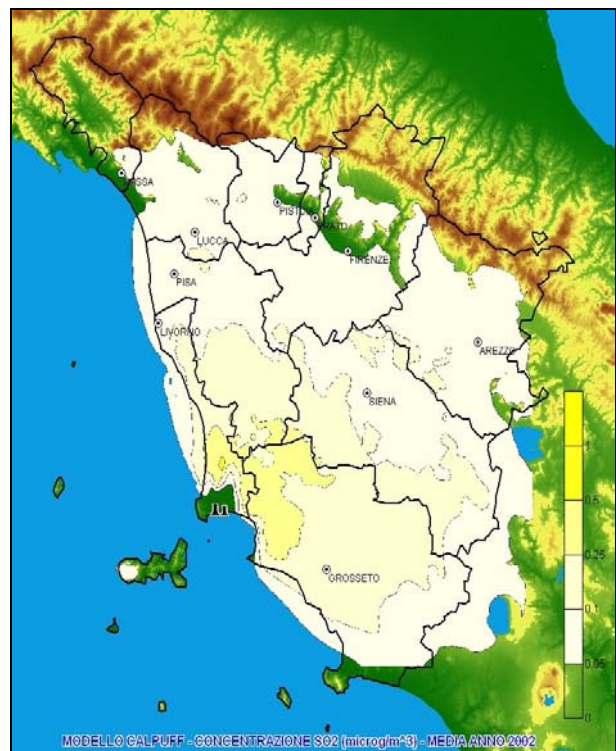 MASSA
PISTOIA
PRATO
LUCCA
FIRENZE
PISA
LIVORNO
AREZZO
SIENA
1
0.5
0.25
11
GROSSETO
0.1
0.05
0
MODELLO CALPUFF - CONCENTRAZIONE SO2 (microg/m^3) - MEDIA ANNO 2002